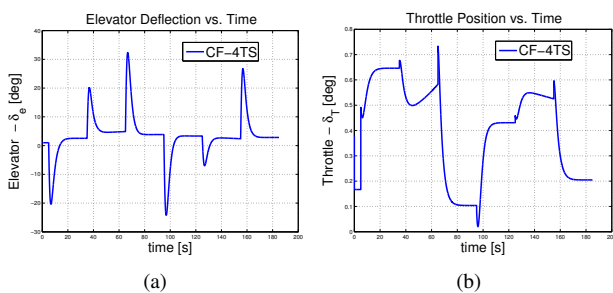 Elevator Deflection vs. Time
Elevator − δe [deg]
40
30
20
10
0
−10
−20
−30
CF−4TS
0 20 40 60 80 100 120 140 160 180 200
time [s]
(a)
Throttle Position vs. Time
Throttle − δT [deg]
0.8
0.7
0.6
0.5
0.4
0.3
0.2
0.1
0
CF−4TS
0 20 40 60 80 100 120 140 160 180 200
time [s]
(b)